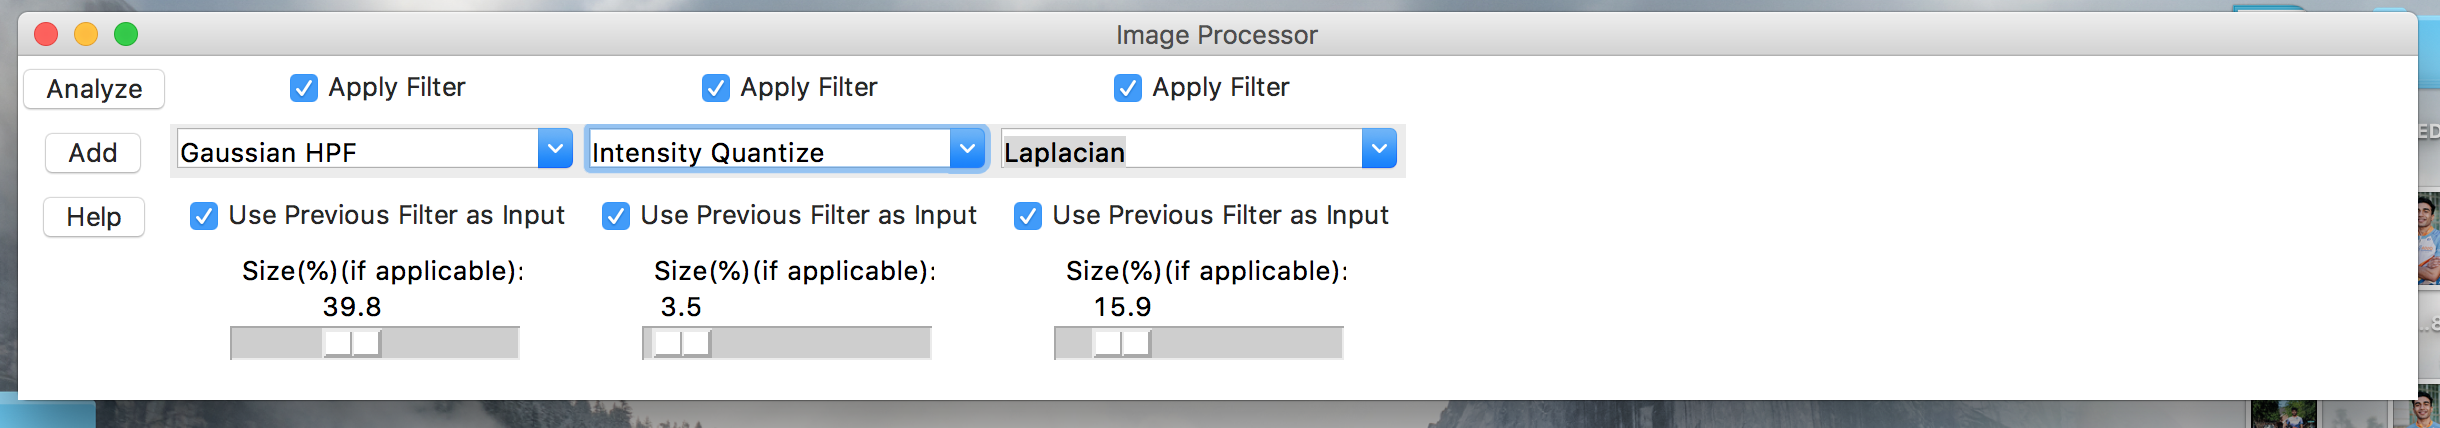 Image Processor
Analyze
Apply Filter
Apply Filter
Apply Filter
Add
Gaussian HPF
Intensity Quantize
Laplacian
Help
Use Previous Filter as Input
Use Previous Filter as Input
Use Previous Filter as Input
Size(%)(if applicable):
Size(%)(if applicable):
Size(%)(if applicable):
39.8
3.5
15.9
ED
...8